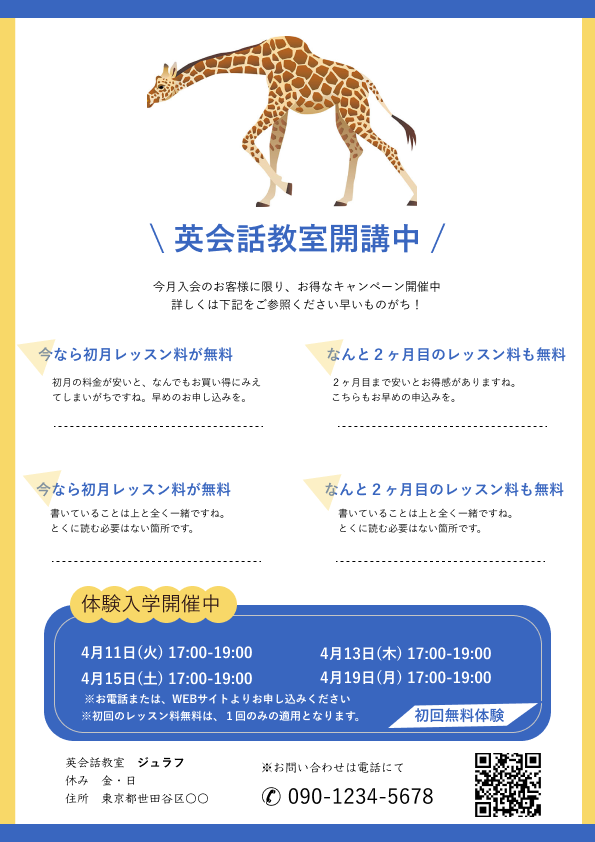 \ 英会話教室開講中 /
今月入会のお客様に限り、お得なキャンペーン開催中
詳しくは下記をご参照ください早いものがち！
今なら初月レッスン料が無料
初月の料金が安いと、なんでもお買い得にみえ
てしまいがちですね。早めのお申し込みを。
なんと２ヶ月目のレッスン料も無料
２ヶ月目まで安いとお得感がありますね。
こちらもお早めの申込みを。
今なら初月レッスン料が無料
書いていることは上と全く一緒ですね。
とくに読む必要はない箇所です。
なんと２ヶ月目のレッスン料も無料
書いていることは上と全く一緒ですね。
とくに読む必要はない箇所です。
体験入学開催中
4月11日(火) 17:00-19:00
4月15日(土) 17:00-19:00
4月13日(木) 17:00-19:00
4月19日(月) 17:00-19:00
※お電話または、WEBサイトよりお申し込みください
※初回のレッスン料無料は、１回のみの適用となります。
初回無料体験
英会話教室　ジュラフ
休み　金・日
住所　東京都世田谷区〇〇
※お問い合わせは電話にて
✆ 090-1234-5678